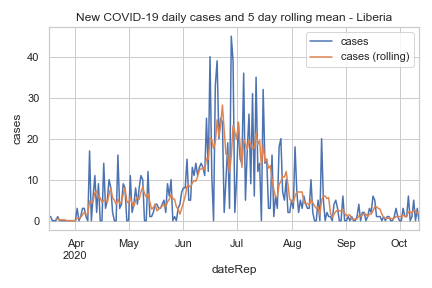 New COVID-19 daily cases and 5 day rolling mean - Liberia
cases
cases (rolling)
cases
40
30
20
10
0
Apr
2020
May
Jun
Jul
Aug
Sep
Oct
dateRep